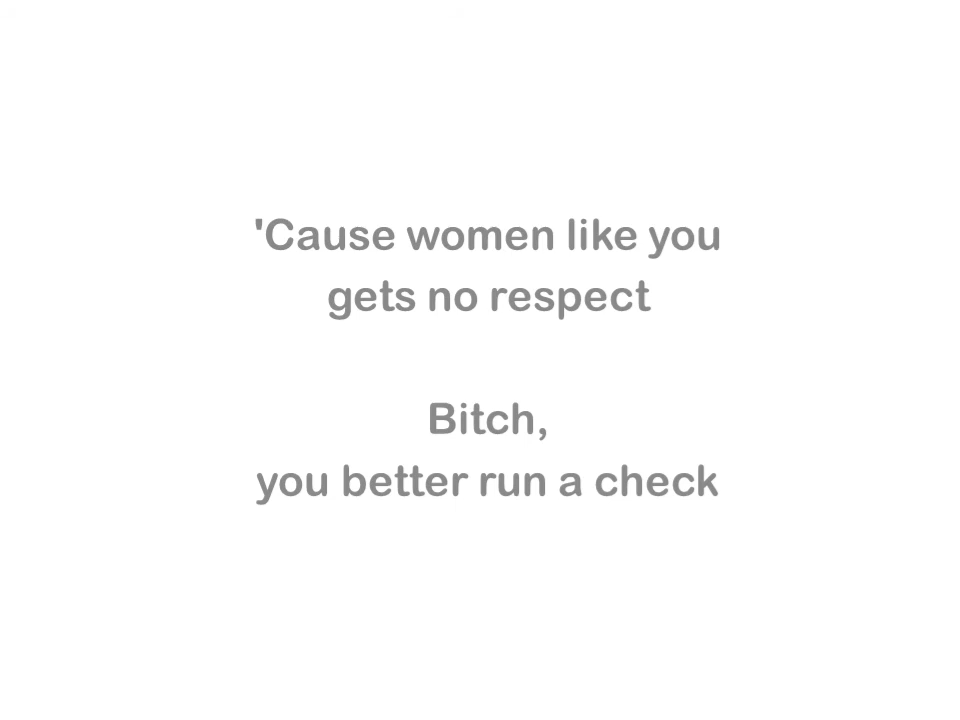 'Cause women like you
gets no respect
Bitch,
you better run a check